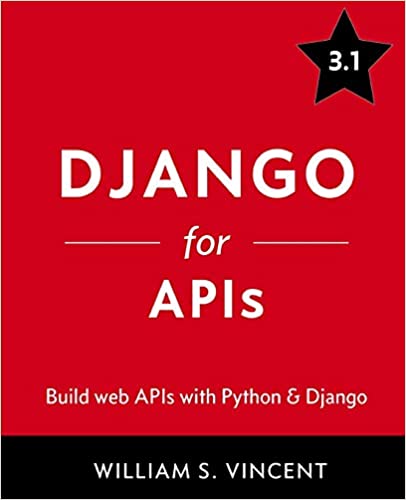 3.1
DJANGO
for
APIs
Build web APIs with Python & Django
WILLIAM S. VINCENT